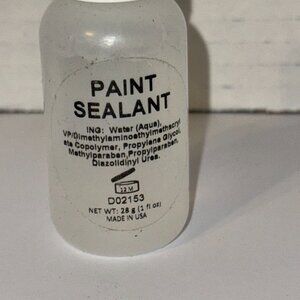 PAINT
SEALANT
ING: Water (Aqua),
VP/Dimethylaminoethylmethacryl
ate Copolymer, Propylene Glycol,
Methylparaben, Propylparaben,
Diazolidinyl Urea.
12 M
D02153
NET WT: 28 g (1 fl oz)
MADE IN USA